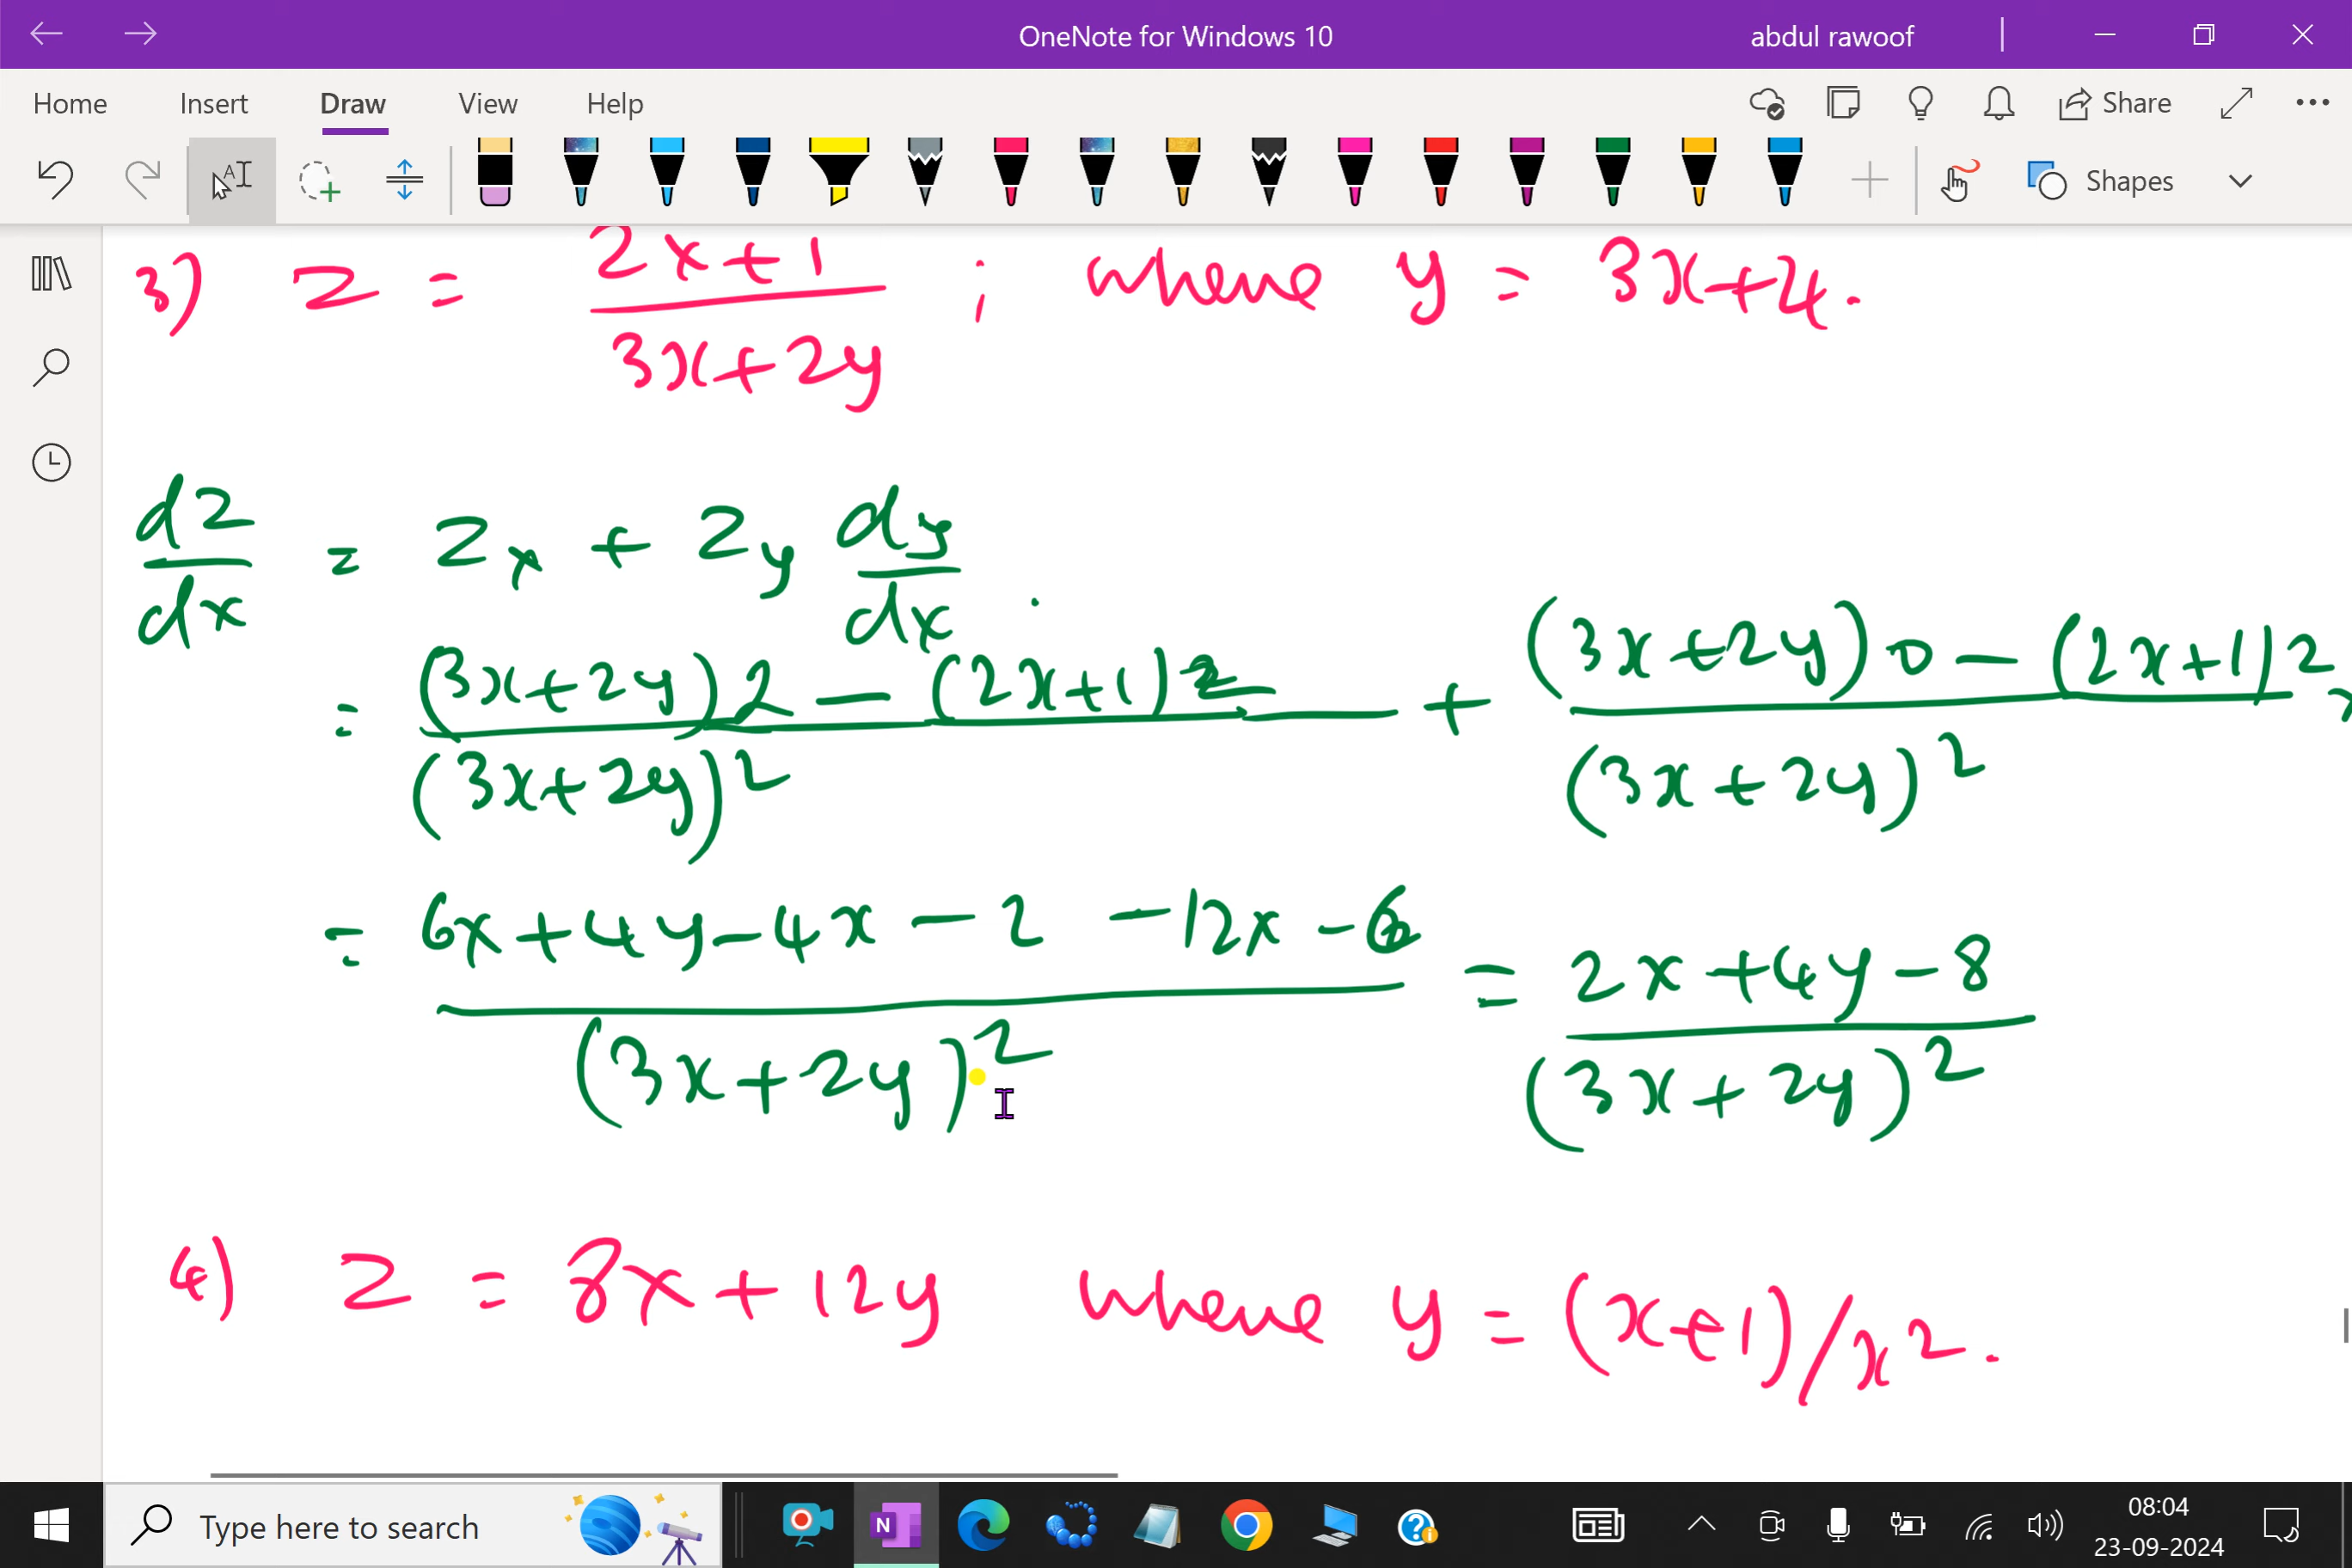 OneNote for Windows 10 abdul rawoof
Home Insert Draw View Help Share
Shapes
3) z = (2x+1)/(3x+2y) ; where y = 3x+4.
dz/dx = z_x + z_y dy/dx .
= ((3x+2y)2 - (2x+1)2)/(3x+2y)^2 + ((3x+2y)0 - (2x+1)2)/(3x+2y)^2
= (6x+4y-4x-2 -12x-6)/(3x+2y)^2 = (2x+4y-8)/(3x+2y)^2
4) z = 8x+12y where y = (x+1)/x^2.
Type here to search
08:04
23-09-2024